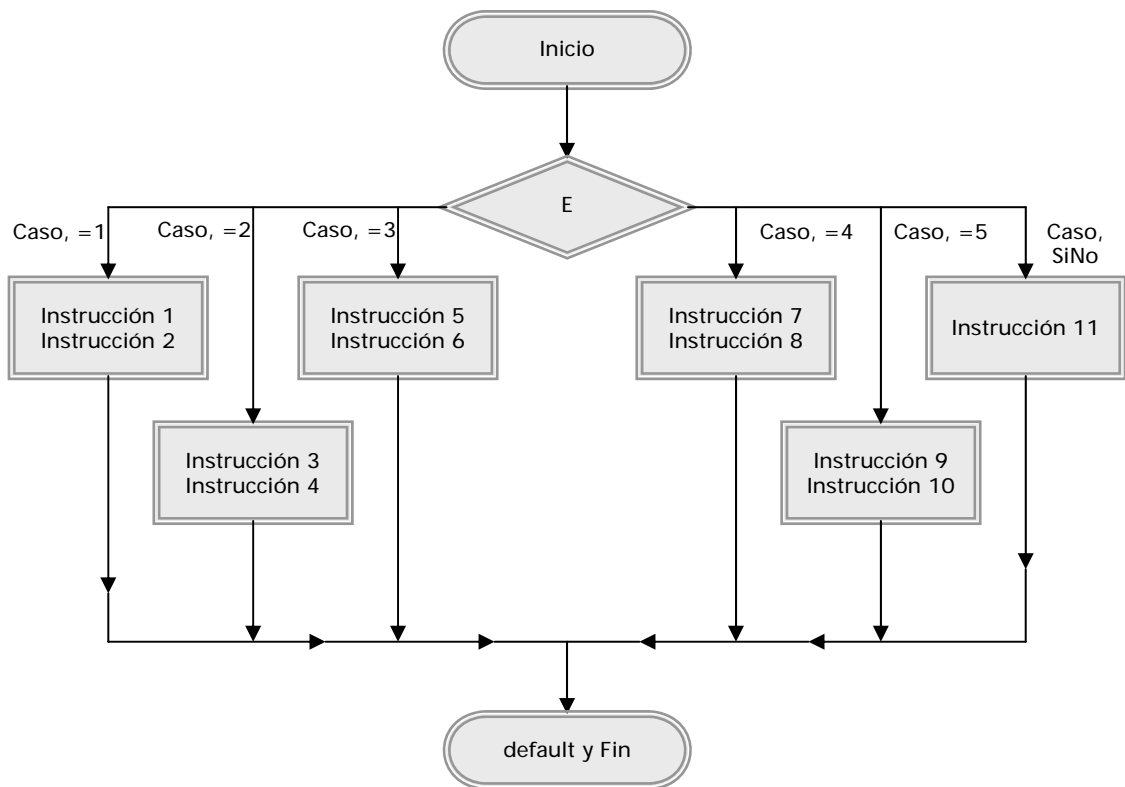 Inicio
E
Caso, =1
Caso, =2
Caso, =3
Caso, =4
Caso, =5
Caso,
SiNo
Instrucción 1
Instrucción 2
Instrucción 5
Instrucción 6
Instrucción 7
Instrucción 8
Instrucción 11
Instrucción 3
Instrucción 4
Instrucción 9
Instrucción 10
default y Fin